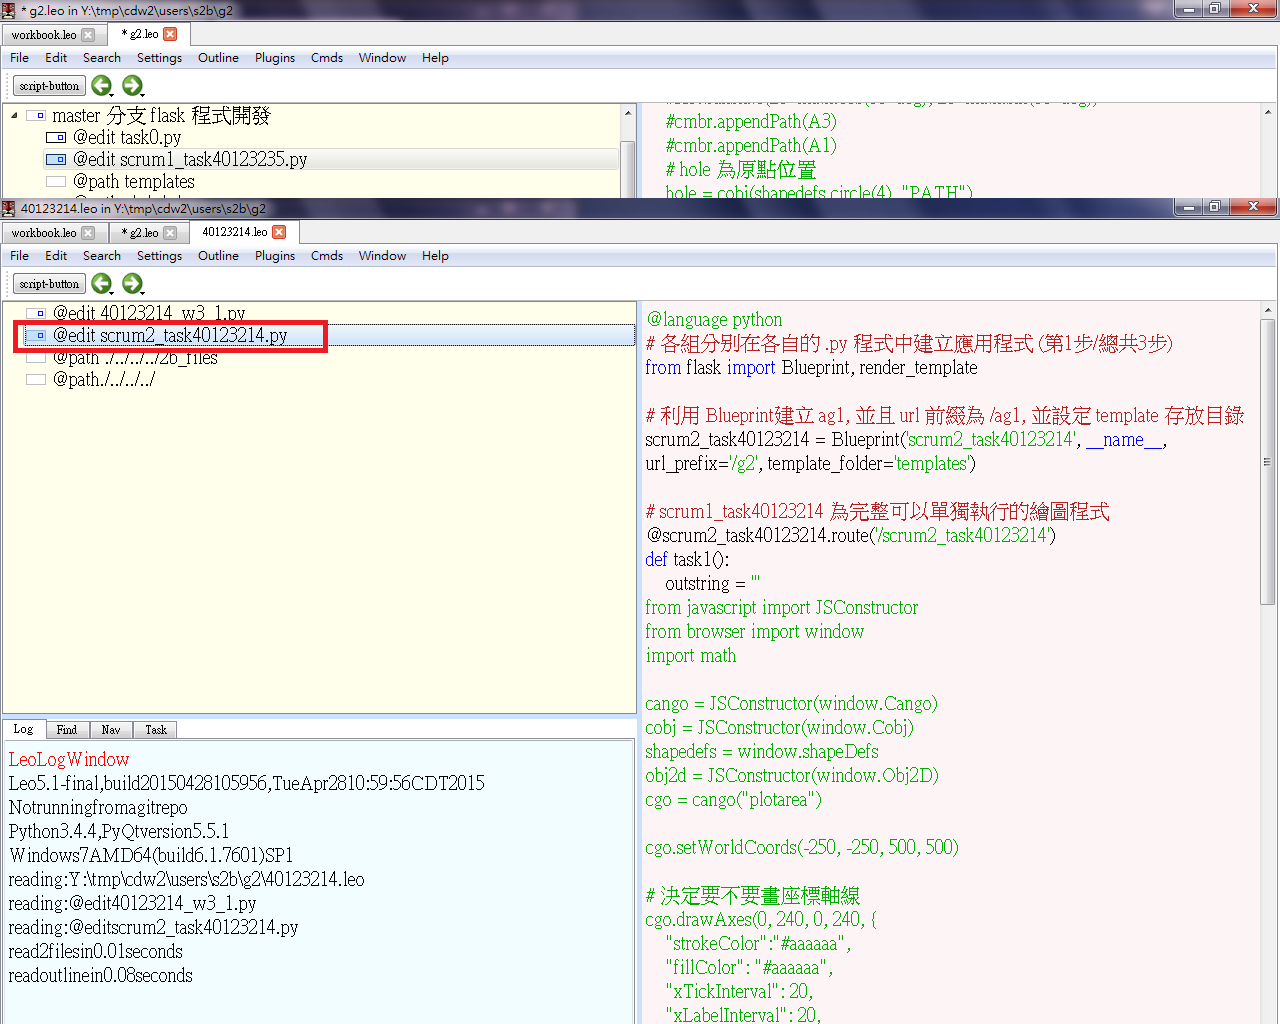 * g2.leo in Y:\tmp\cdw2\users\s2b\g2
workbook.leo
* g2.leo
File Edit Search Settings Outline Plugins Cmds Window Help
script-button
master 分支 flask 程式開發
@edit task0.py
@edit scrum1_task40123235.py
@path templates
#cmbr.appendPath(A3)
#cmbr.appendPath(A1)
# hole 為原點位置
hole = cobj(shapedefs.circle(4), "PATH")
40123214.leo in Y:\tmp\cdw2\users\s2b\g2
workbook.leo
* g2.leo
40123214.leo
File Edit Search Settings Outline Plugins Cmds Window Help
script-button
@edit 40123214_w3_1.py
@edit scrum2_task40123214.py
@path ./../../../2b_files
@path./../../../
@language python
# 各組分別在各自的 .py 程式中建立應用程式 (第1步/總共3步)
from flask import Blueprint, render_template
# 利用 Blueprint建立 ag1, 並且 url 前綴為 /ag1, 並設定 template 存放目錄
scrum2_task40123214 = Blueprint('scrum2_task40123214', __name__,
url_prefix='/g2', template_folder='templates')
# scrum1_task40123214 為完整可以單獨執行的繪圖程式
@scrum2_task40123214.route('/scrum2_task40123214')
def task1():
outstring = '''
from javascript import JSConstructor
from browser import window
import math
cango = JSConstructor(window.Cango)
cobj = JSConstructor(window.Cobj)
shapedefs = window.shapeDefs
obj2d = JSConstructor(window.Obj2D)
cgo = cango("plotarea")
cgo.setWorldCoords(-250, -250, 500, 500)
# 決定要不要畫座標軸線
cgo.drawAxes(0, 240, 0, 240, {
"strokeColor":"#aaaaaa",
"fillColor": "#aaaaaa",
"xTickInterval": 20,
"xLabelInterval": 20,
Log Find Nav Task
LeoLogWindow
Leo5.1-final,build20150428105956,TueApr2810:59:56CDT2015
Notrunningfromagitrepo
Python3.4.4,PyQtversion5.5.1
Windows7AMD64(build6.1.7601)SP1
reading:Y:\tmp\cdw2\users\s2b\g2\40123214.leo
reading:@edit40123214_w3_1.py
reading:@editscrum2_task40123214.py
read2filesin0.01seconds
readoutlinein0.08seconds